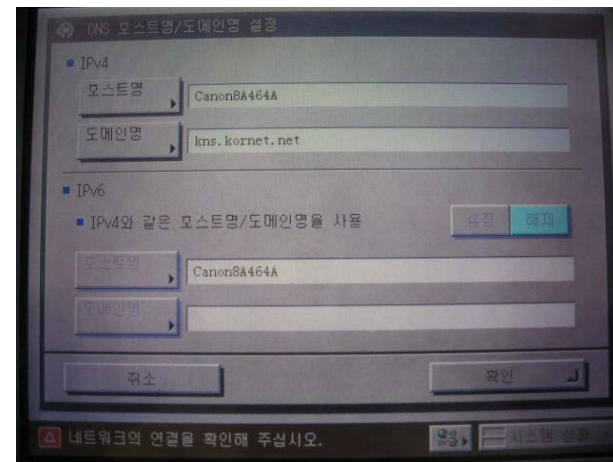 DNS 호스트명/도메인명 설정
IPv4
호스트명
Canon8A464A
도메인명
kns.kornet.net
IPv6
IPv4와 같은 호스트명/도메인명을 사용
설정 해제
호스트명
Canon8A464A
도메인명
취소 확인
네트워크의 연결을 확인해 주십시오.
시스템